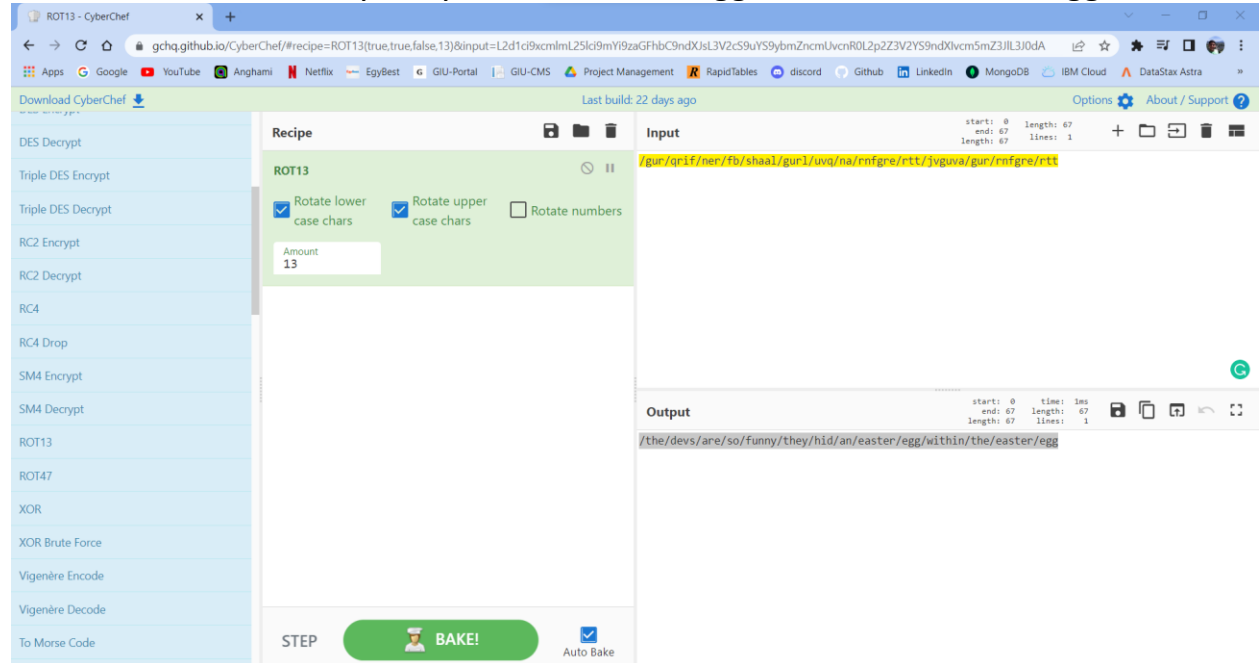 ROT13 - CyberChef
gchq.github.io/CyberChef/#recipe=ROT13(true,true,false,13)&input=L2d1ci9xcmlmL25lci9mYi9zaGFhbC9ndXJsL3V2cS9uYS9ybmZncmUvcnR0L2p2Z3V2YS9ndXIvcm5mZ3JlL3J0dA
Apps Google YouTube Anghami Netflix EgyBest GIU-Portal GIU-CMS Project Management RapidTables discord Github LinkedIn MongoDB IBM Cloud DataStax Astra »
Download CyberChef Last build: 22 days ago Options About / Support
DES Decrypt
Triple DES Encrypt
Triple DES Decrypt
RC2 Encrypt
RC2 Decrypt
RC4
RC4 Drop
SM4 Encrypt
SM4 Decrypt
ROT13
ROT47
XOR
XOR Brute Force
Vigenère Encode
Vigenère Decode
To Morse Code
Recipe
ROT13
Rotate lower case chars
Rotate upper case chars
Rotate numbers
Amount
13
STEP
BAKE!
Auto Bake
Input
start: 0
end: 67
length: 67
length: 67
lines: 1
/gur/qrif/ner/fb/shaal/gurl/uvq/na/rnfgre/rtt/jvguva/gur/rnfgre/rtt
Output
start: 0
end: 67
length: 67
time: 1ms
length: 67
lines: 1
/the/devs/are/so/funny/they/hid/an/easter/egg/within/the/easter/egg